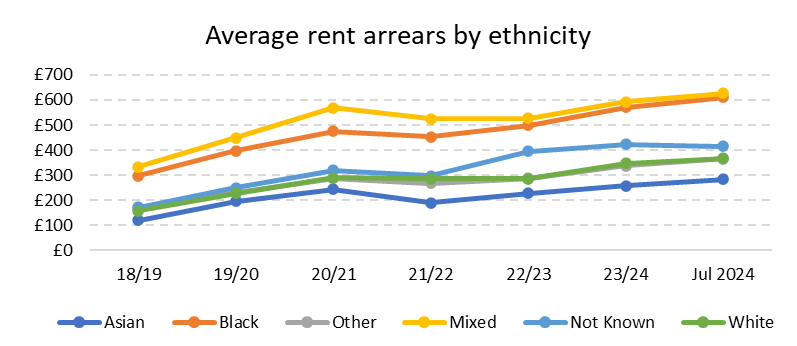 Average rent arrears by ethnicity
£700
£600
£500
£400
£300
£200
£100
£0
18/19 19/20 20/21 21/22 22/23 23/24 Jul 2024
Asian Black Other Mixed Not Known White